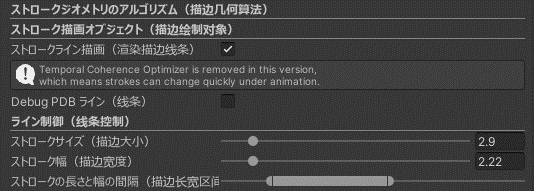 ストロークジオメトリのアルゴリズム（描边几何算法）
ストローク描画オブジェクト（描边绘制对象）
ストロークライン描画（渲染描边线条）
Temporal Coherence Optimizer is removed in this version,
which means strokes can change quickly under animation.
Debug PDB ライン（线条）
ライン制御（线条控制）
ストロークサイズ（描边大小） 2.9
ストローク幅（描边宽度） 2.22
ストロークの長さと幅の間隔（描边长宽区间